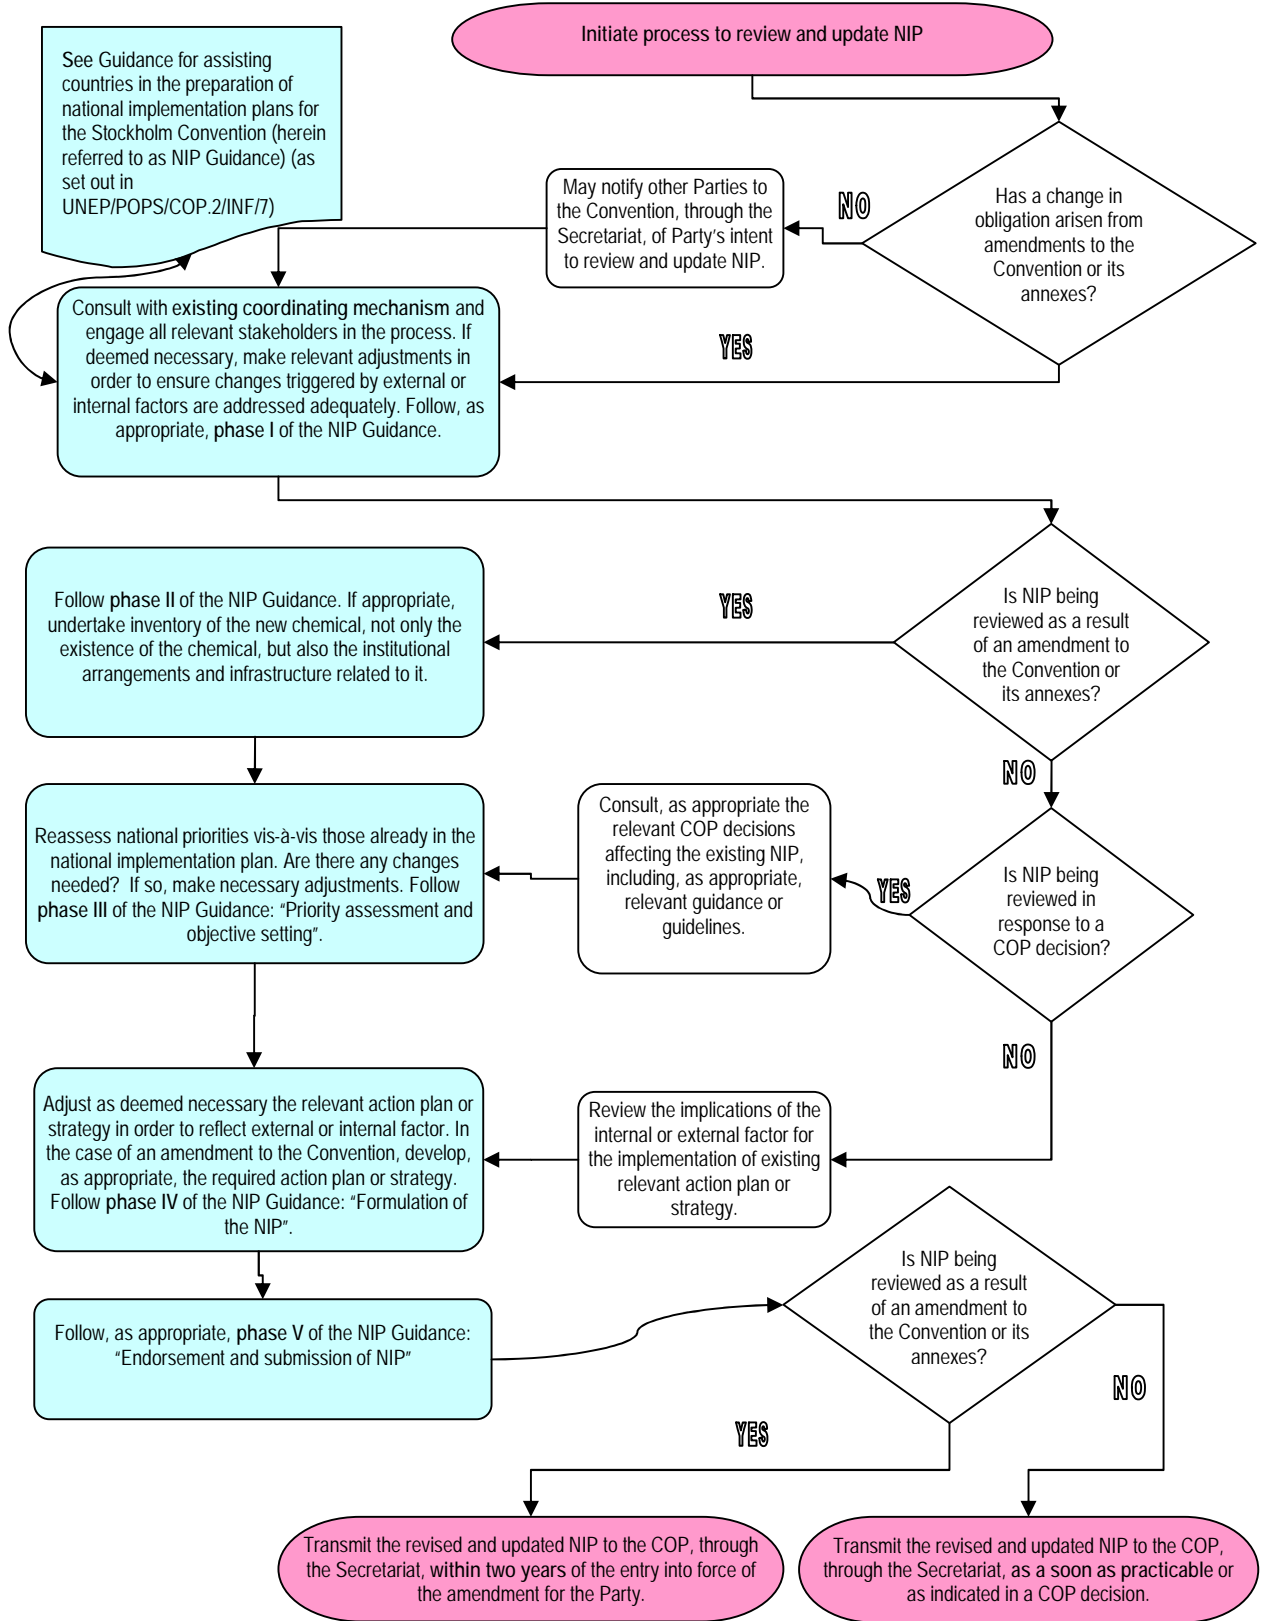 Initiate process to review and update NIP
See Guidance for assisting
countries in the preparation of
national implementation plans for
the Stockholm Convention (herein
referred to as NIP Guidance) (as
set out in
UNEP/POPS/COP.2/INF/7)
Has a change in
obligation arisen from
amendments to the
Convention or its
annexes?
NO
May notify other Parties to
the Convention, through the
Secretariat, of Party's intent
to review and update NIP.
YES
Consult with existing coordinating mechanism and
engage all relevant stakeholders in the process. If
deemed necessary, make relevant adjustments in
order to ensure changes triggered by external or
internal factors are addressed adequately. Follow, as
appropriate, phase I of the NIP Guidance.
Is NIP being
reviewed as a result
of an amendment to
the Convention or
its annexes?
YES
Follow phase II of the NIP Guidance. If appropriate,
undertake inventory of the new chemical, not only the
existence of the chemical, but also the institutional
arrangements and infrastructure related to it.
NO
Is NIP being
reviewed in
response to a
COP decision?
YES
Consult, as appropriate the
relevant COP decisions
affecting the existing NIP,
including, as appropriate,
relevant guidance or
guidelines.
Reassess national priorities vis-à-vis those already in the
national implementation plan. Are there any changes
needed?  If so, make necessary adjustments. Follow
phase III of the NIP Guidance: “Priority assessment and
objective setting”.
NO
Review the implications of the
internal or external factor for
the implementation of existing
relevant action plan or
strategy.
Adjust as deemed necessary the relevant action plan or
strategy in order to reflect external or internal factor. In
the case of an amendment to the Convention, develop,
as appropriate, the required action plan or strategy.
Follow phase IV of the NIP Guidance: “Formulation of
the NIP”.
Follow, as appropriate, phase V of the NIP Guidance:
“Endorsement and submission of NIP”
Is NIP being
reviewed as a result
of an amendment to
the Convention or its
annexes?
YES
NO
Transmit the revised and updated NIP to the COP, through
the Secretariat, within two years of the entry into force of
the amendment for the Party.
Transmit the revised and updated NIP to the COP,
through the Secretariat, as a soon as practicable or
as indicated in a COP decision.